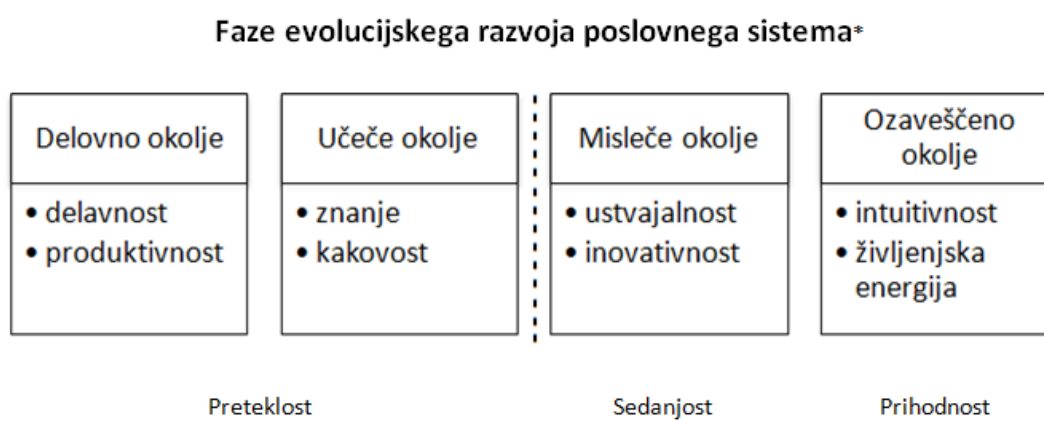 Faze evolucijskega razvoja poslovnega sistema*
Delovno okolje
• delavnost
• produktivnost
Učeče okolje
• znanje
• kakovost
Misleče okolje
• ustvajalnost
• inovativnost
Ozaveščeno
okolje
• intuitivnost
• življenjska
energija
Preteklost
Sedanjost
Prihodnost